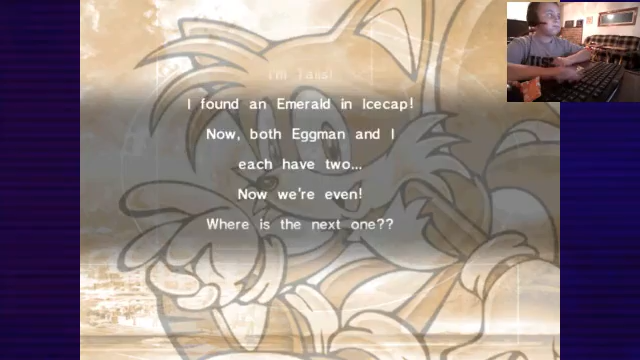 I'm Tails!
I found an Emerald in Icecap!
Now, both Eggman and I
each have two...
Now we're even!
Where is the next one??